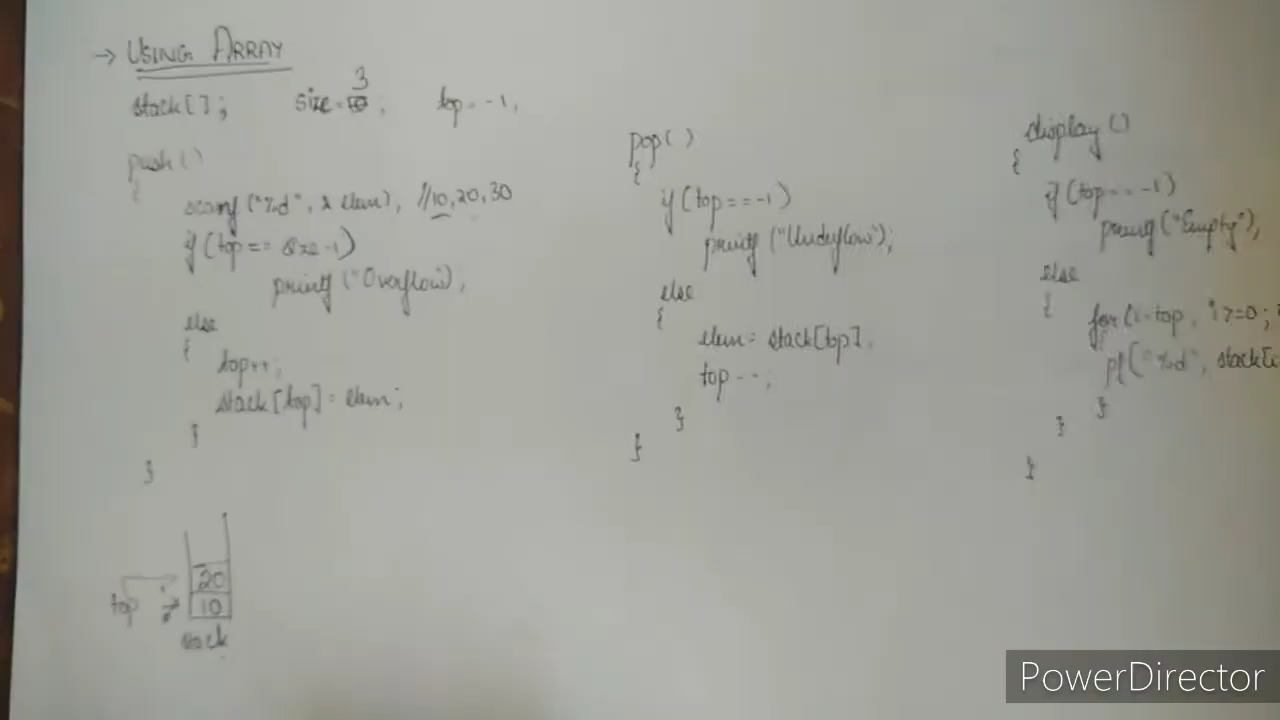 → USING ARRAY
stack[ ]; size = 3, top = -1,
push()
{
scanf("%d", & elem), //10, 20, 30
if(top == size -1)
printf("Overflow),
else
{
top++;
stack[top] = elem;
}
}
pop()
{
if(top == -1)
printf("Underflow");
else
{
elem = stack[top].
top --;
}
}
display()
{
if(top == -1)
printf("Empty"),
else
{
for(i=top, i>=0;
{
pf("%d", stack[
}
}
}
20
top → 10
stack
PowerDirector